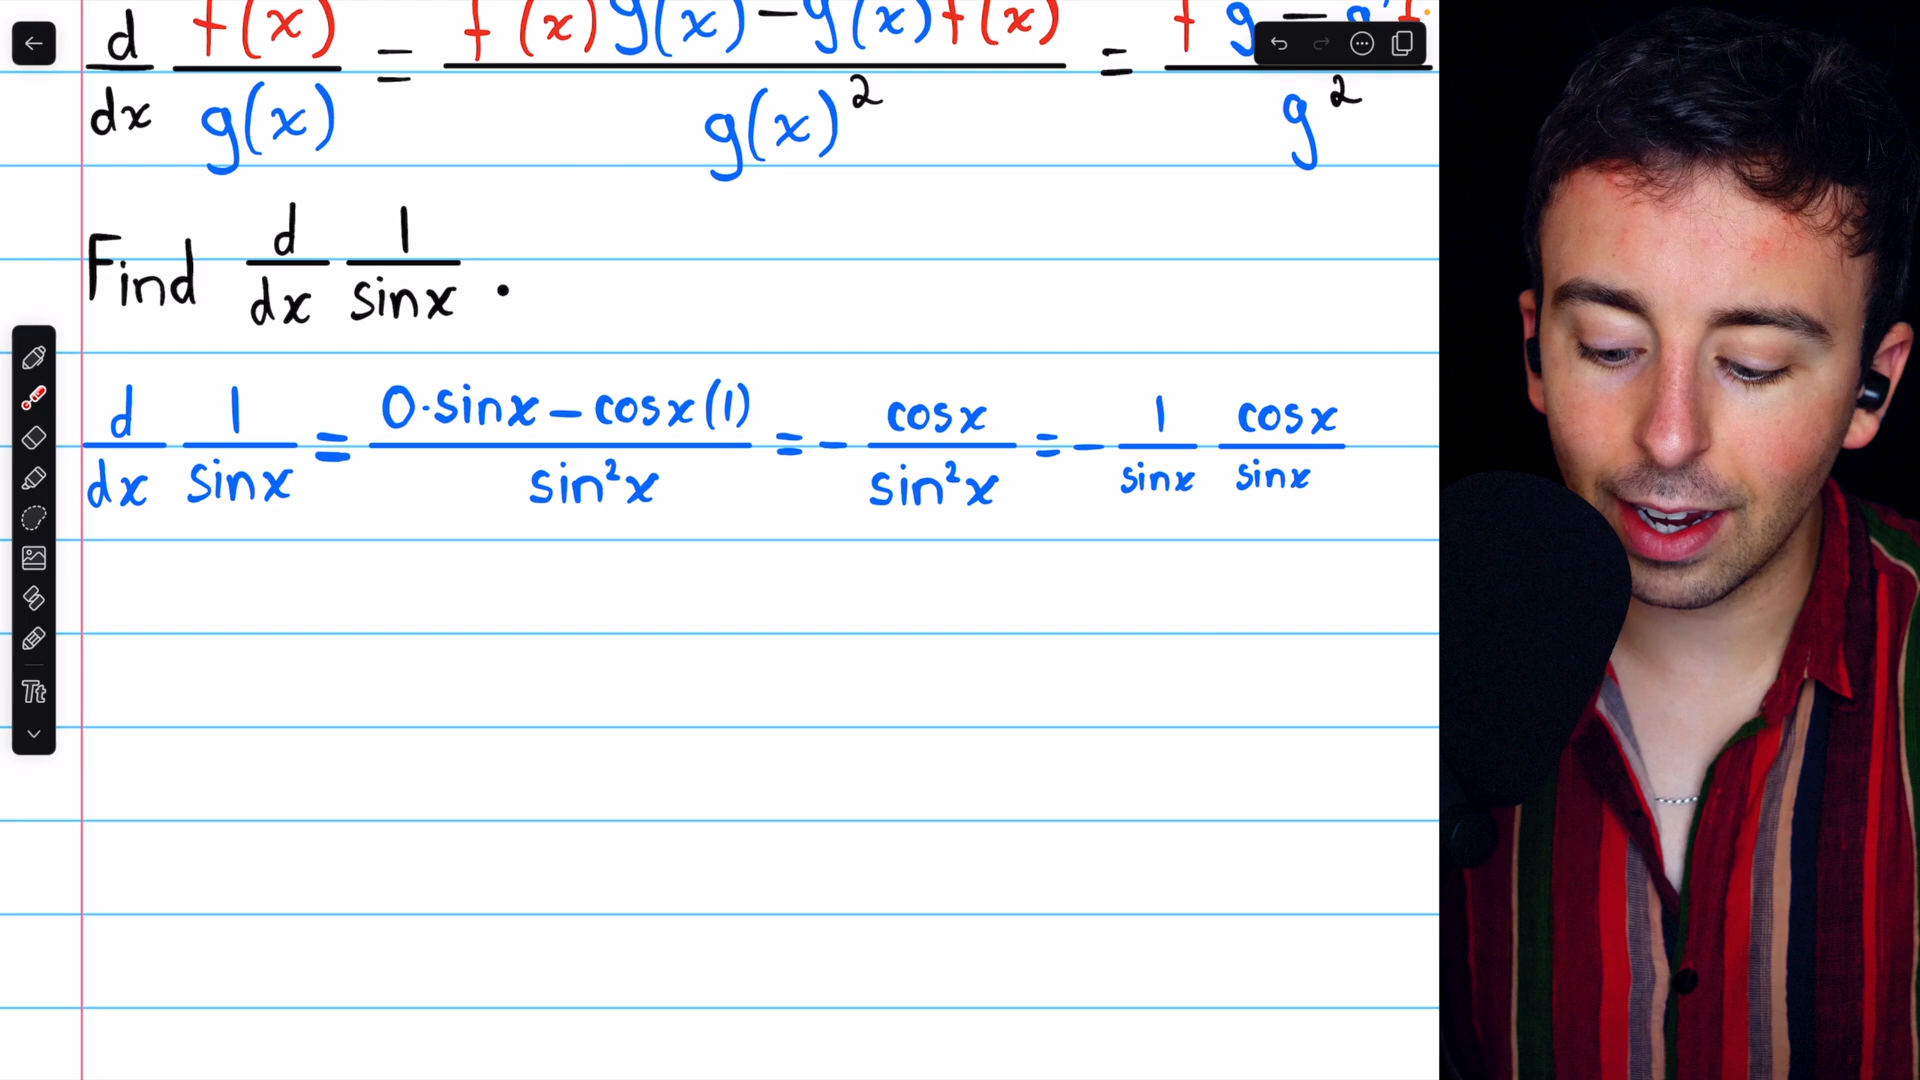 d/dx f(x)/g(x) = f(x)g(x)−g(x)f(x)/g(x)² = f g − g'f/g²
Find d/dx 1/sinx .
d/dx 1/sinx = 0·sinx − cosx(1)/sin²x = − cosx/sin²x = − 1/sinx cosx/sinx
Tt